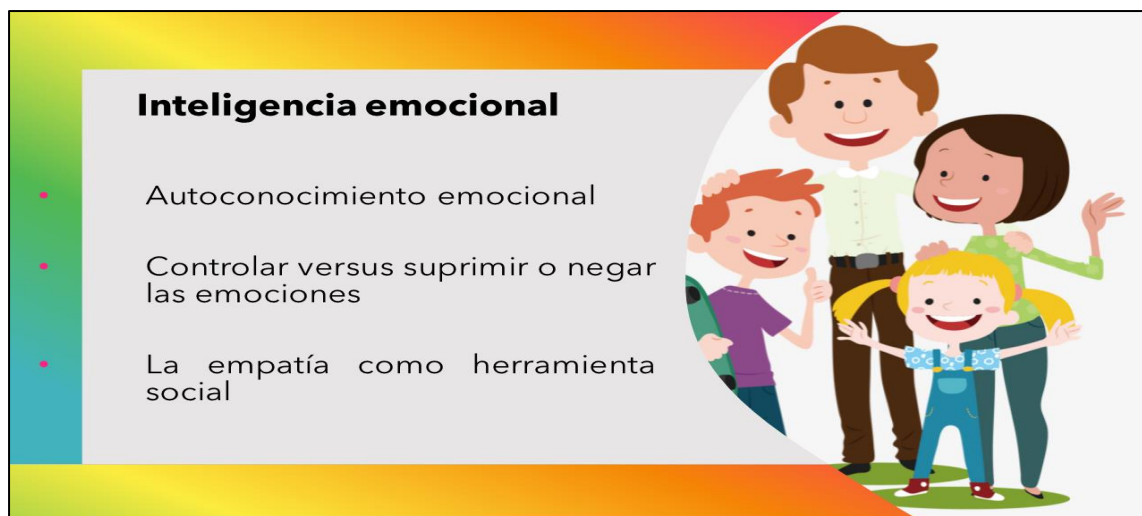 Inteligencia emocional
Autoconocimiento emocional
Controlar versus suprimir o negar
las emociones
La empatía como herramienta
social